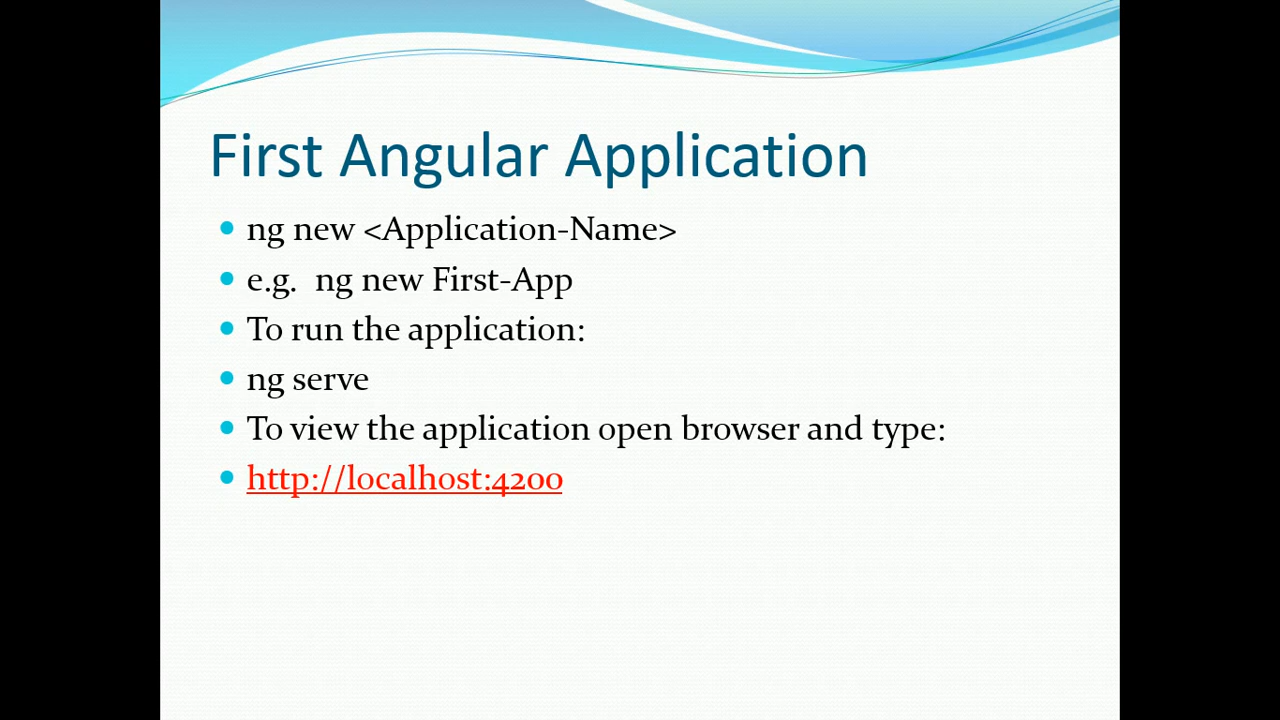 First Angular Application
ng new <Application-Name>
e.g.  ng new First-App
To run the application:
ng serve
To view the application open browser and type:
http://localhost:4200